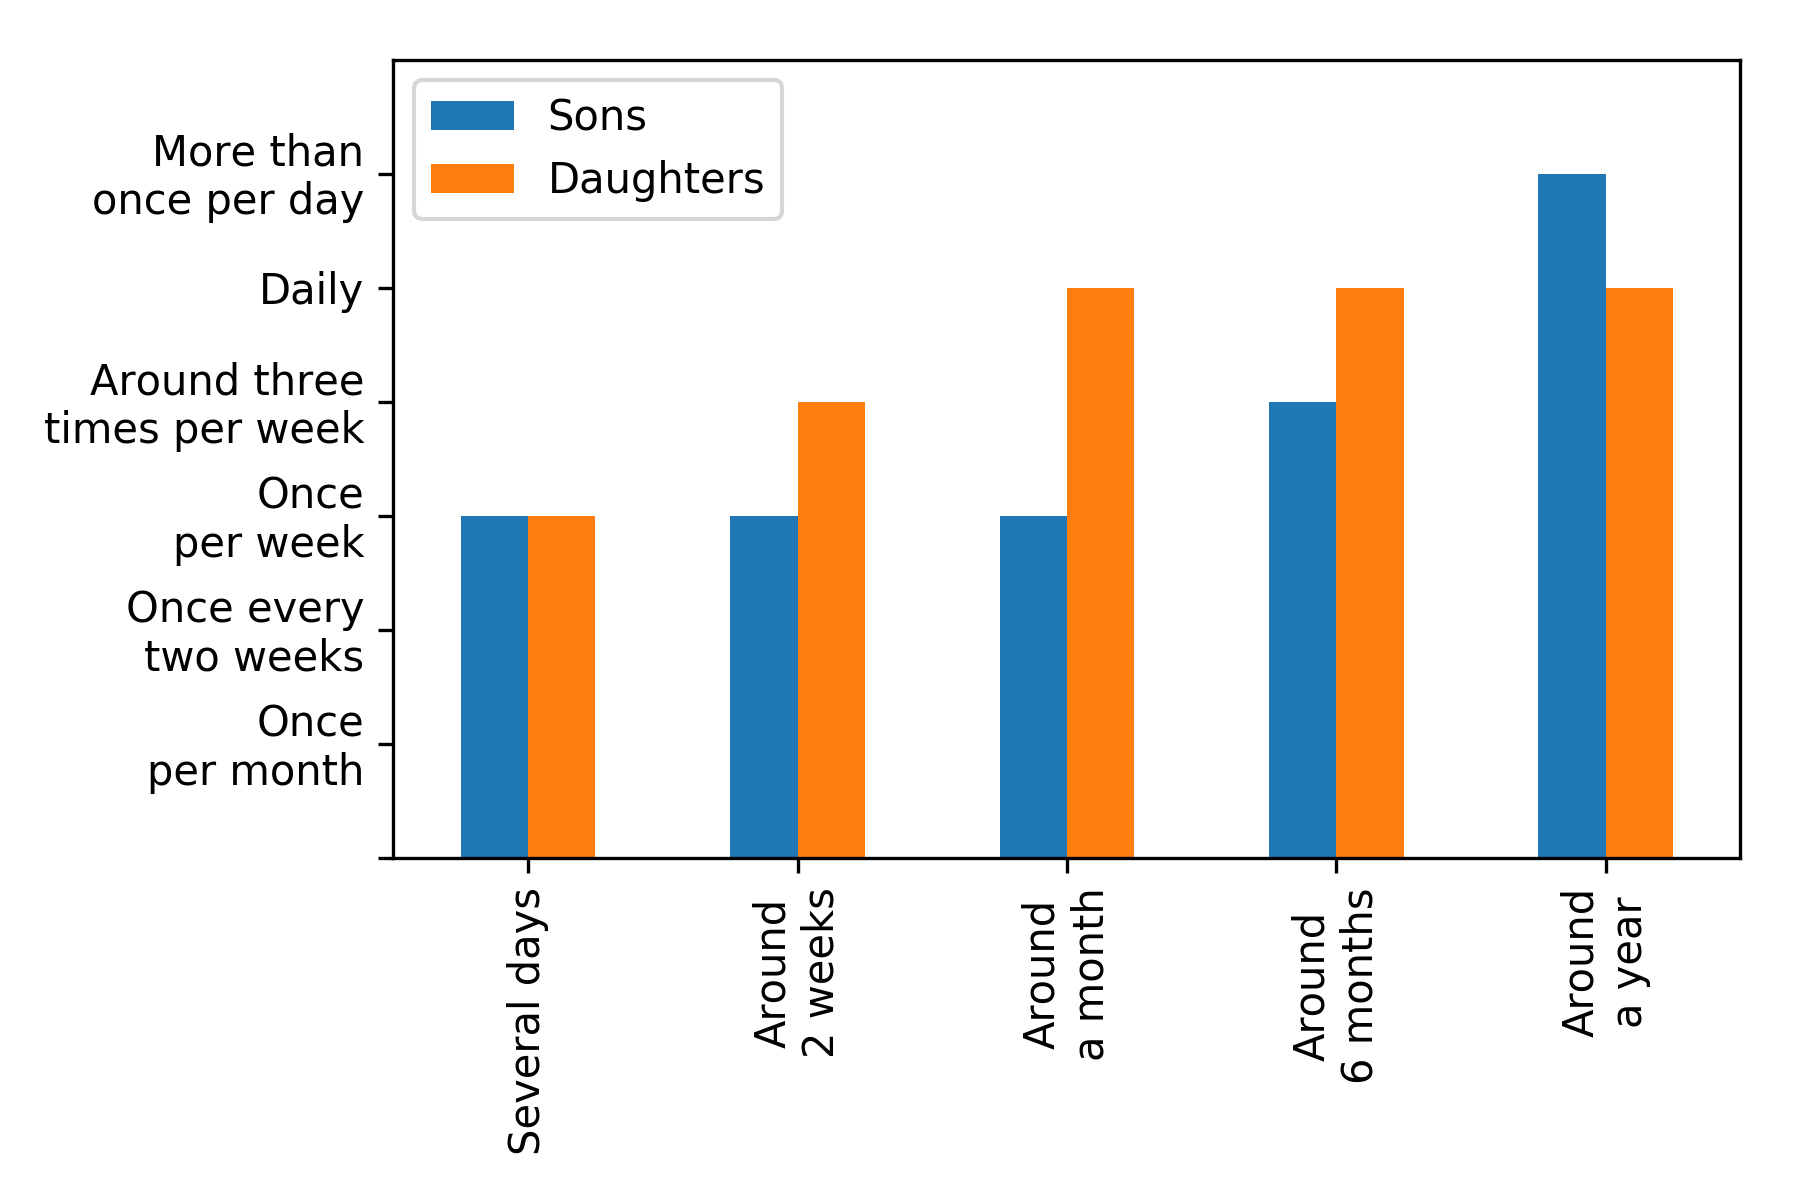 Sons
Daughters
More than
once per day
Daily
Around three
times per week
Once
per week
Once every
two weeks
Once
per month
Several days
Around
2 weeks
Around
a month
Around
6 months
Around
a year